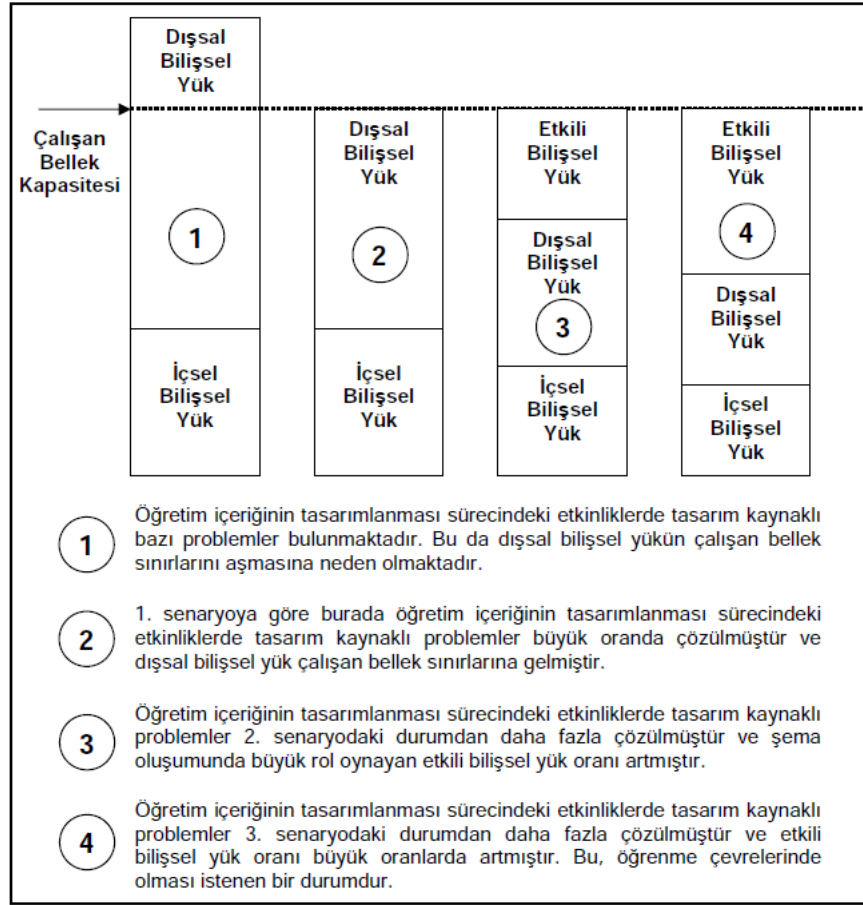 Dışsal
Bilişsel
Yük
Çalışan
Bellek
Kapasitesi
1
İçsel
Bilişsel
Yük
Dışsal
Bilişsel
Yük
2
İçsel
Bilişsel
Yük
Etkili
Bilişsel
Yük
Dışsal
Bilişsel
Yük
3
İçsel
Bilişsel
Yük
Etkili
Bilişsel
Yük
4
Dışsal
Bilişsel
Yük
İçsel
Bilişsel
Yük
1
Öğretim içeriğinin tasarımlanması sürecindeki etkinliklerde tasarım kaynaklı
bazı problemler bulunmaktadır. Bu da dışsal bilişsel yükün çalışan bellek
sınırlarını aşmasına neden olmaktadır.
2
1. senaryoya göre burada öğretim içeriğinin tasarımlanması sürecindeki
etkinliklerde tasarım kaynaklı problemler büyük oranda çözülmüştür ve
dışsal bilişsel yük çalışan bellek sınırlarına gelmiştir.
3
Öğretim içeriğinin tasarımlanması sürecindeki etkinliklerde tasarım kaynaklı
problemler 2. senaryodaki durumdan daha fazla çözülmüştür ve şema
oluşumunda büyük rol oynayan etkili bilişsel yük oranı artmıştır.
4
Öğretim içeriğinin tasarımlanması sürecindeki etkinliklerde tasarım kaynaklı
problemler 3. senaryodaki durumdan daha fazla çözülmüştür ve etkili
bilişsel yük oranı büyük oranlarda artmıştır. Bu, öğrenme çevrelerinde
olması istenen bir durumdur.